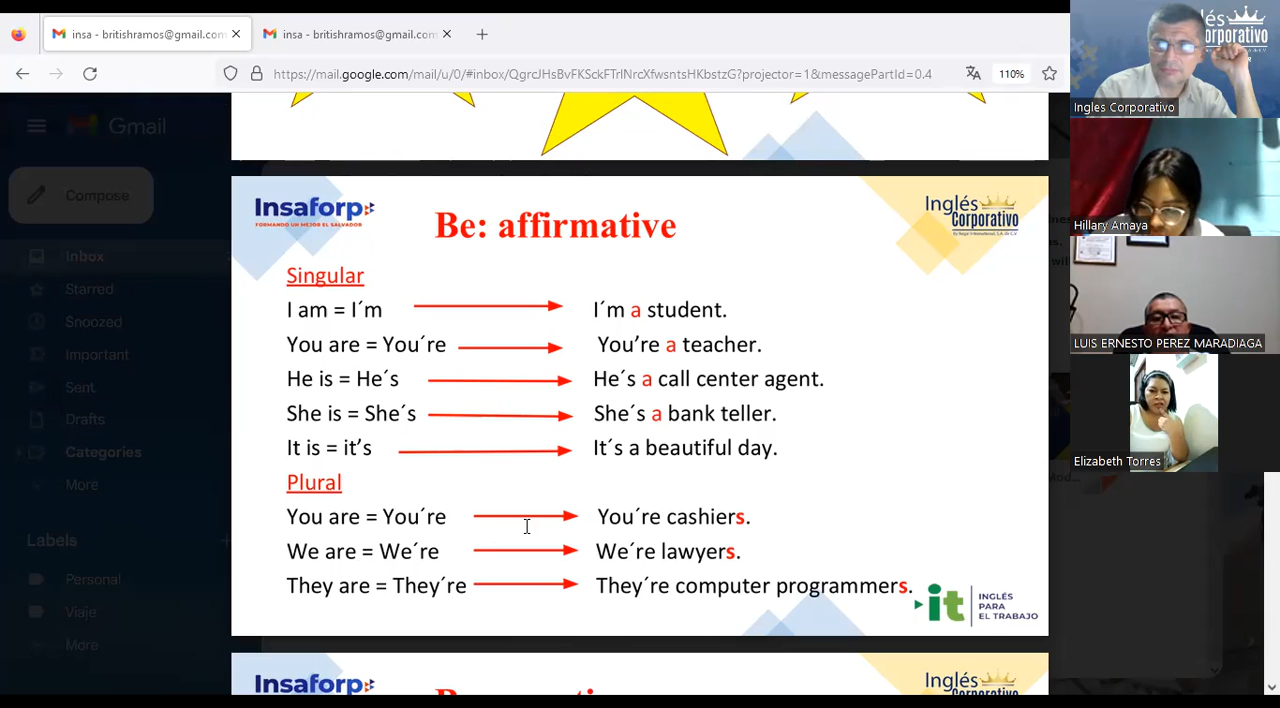 insa - britishramos@gmail.com
insa - britishramos@gmail.com
https://mail.google.com/mail/u/0/#inbox/QgrcJHsBvFKSckFTrlNrcXfwsntsHKbstzG?projector=1&messagePartId=0.4
110%
Gmail
Compose
Inbox
Starred
Snoozed
Important
Sent
Drafts
Categories
More
Labels
Personal
Viaje
More
Insaforp
FORMANDO UN MEJOR EL SALVADOR
Be: affirmative
Inglés
Corporativo
Singular
I am = I´m
I´m a student.
You are = You´re
You’re a teacher.
He is = He´s
He´s a call center agent.
She is = She´s
She´s a bank teller.
It is = it’s
It´s a beautiful day.
Plural
You are = You´re
You´re cashiers.
We are = We´re
We´re lawyers.
They are = They´re
They´re computer programmers.
it
INGLÉS
PARA
EL TRABAJO
Insaforp
Inglés
Ingles Corporativo
Hillary Amaya
LUIS ERNESTO PEREZ MARADIAGA
Elizabeth Torres